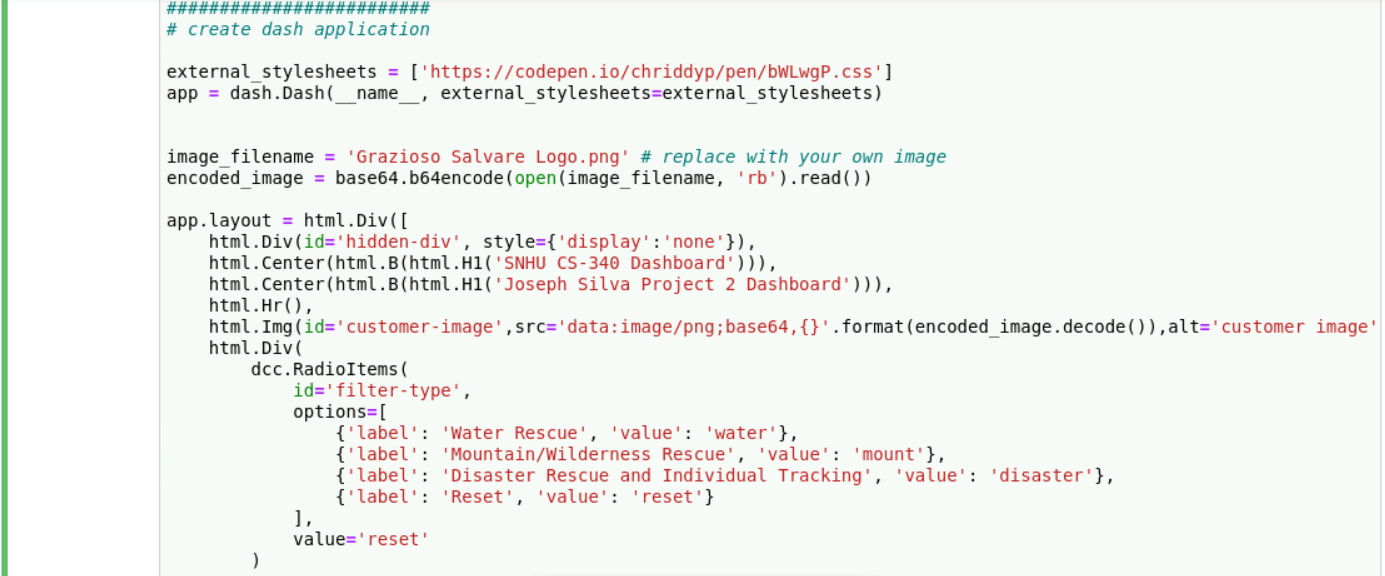 #########################
# create dash application
external_stylesheets = ['https://codepen.io/chriddyp/pen/bWLwgP.css']
app = dash.Dash(__name__, external_stylesheets=external_stylesheets)
image_filename = 'Grazioso Salvare Logo.png' # replace with your own image
encoded_image = base64.b64encode(open(image_filename, 'rb').read())
app.layout = html.Div([
    html.Div(id='hidden-div', style={'display':'none'}),
    html.Center(html.B(html.H1('SNHU CS-340 Dashboard'))),
    html.Center(html.B(html.H1('Joseph Silva Project 2 Dashboard'))),
    html.Hr(),
    html.Img(id='customer-image',src='data:image/png;base64,{}'.format(encoded_image.decode()),alt='customer image'
    html.Div(
        dcc.RadioItems(
            id='filter-type',
            options=[
                {'label': 'Water Rescue', 'value': 'water'},
                {'label': 'Mountain/Wilderness Rescue', 'value': 'mount'},
                {'label': 'Disaster Rescue and Individual Tracking', 'value': 'disaster'},
                {'label': 'Reset', 'value': 'reset'}
            ],
            value='reset'
        )